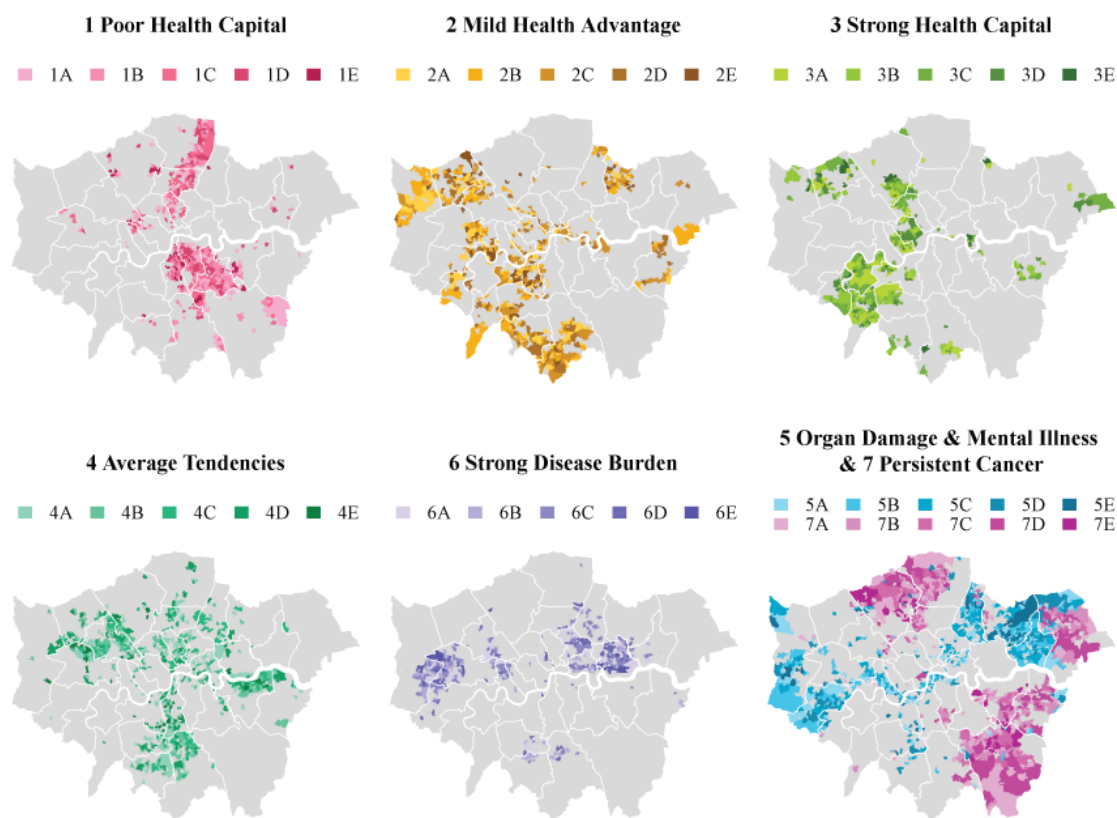 1 Poor Health Capital
1A 1B 1C 1D 1E
2 Mild Health Advantage
2A 2B 2C 2D 2E
3 Strong Health Capital
3A 3B 3C 3D 3E
4 Average Tendencies
4A 4B 4C 4D 4E
6 Strong Disease Burden
6A 6B 6C 6D 6E
5 Organ Damage & Mental Illness
& 7 Persistent Cancer
5A 5B 5C 5D 5E
7A 7B 7C 7D 7E